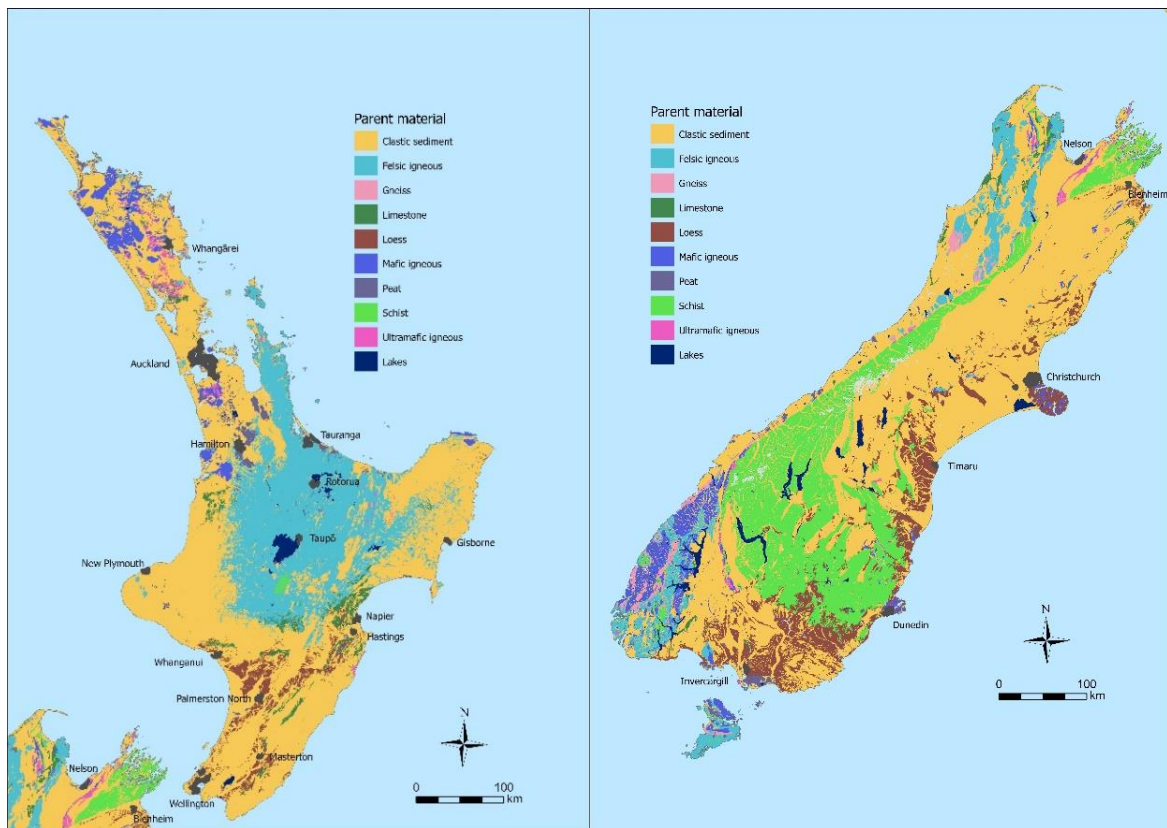 Parent material
Clastic sediment
Felsic igneous
Gneiss
Limestone
Loess
Mafic igneous
Peat
Schist
Ultramafic igneous
Lakes
Whangārei
Auckland
Hamilton
Tauranga
Rotorua
Taupō
Gisborne
New Plymouth
Napier
Hastings
Whanganui
Palmerston North
Masterton
Nelson
Wellington
Blenheim
N
0 100
km
Parent material
Clastic sediment
Felsic igneous
Gneiss
Limestone
Loess
Mafic igneous
Peat
Schist
Ultramafic igneous
Lakes
Nelson
Blenheim
Christchurch
Timaru
Dunedin
Invercargill
N
0 100
km